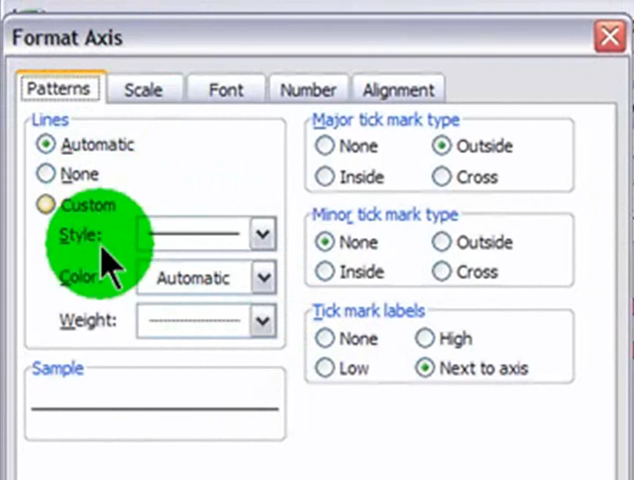 Format Axis
Patterns Scale Font Number Alignment
Lines
Automatic
None
Custom
Style:
Color: Automatic
Weight:
Sample
Major tick mark type
None Outside
Inside Cross
Minor tick mark type
None Outside
Inside Cross
Tick mark labels
None High
Low Next to axis